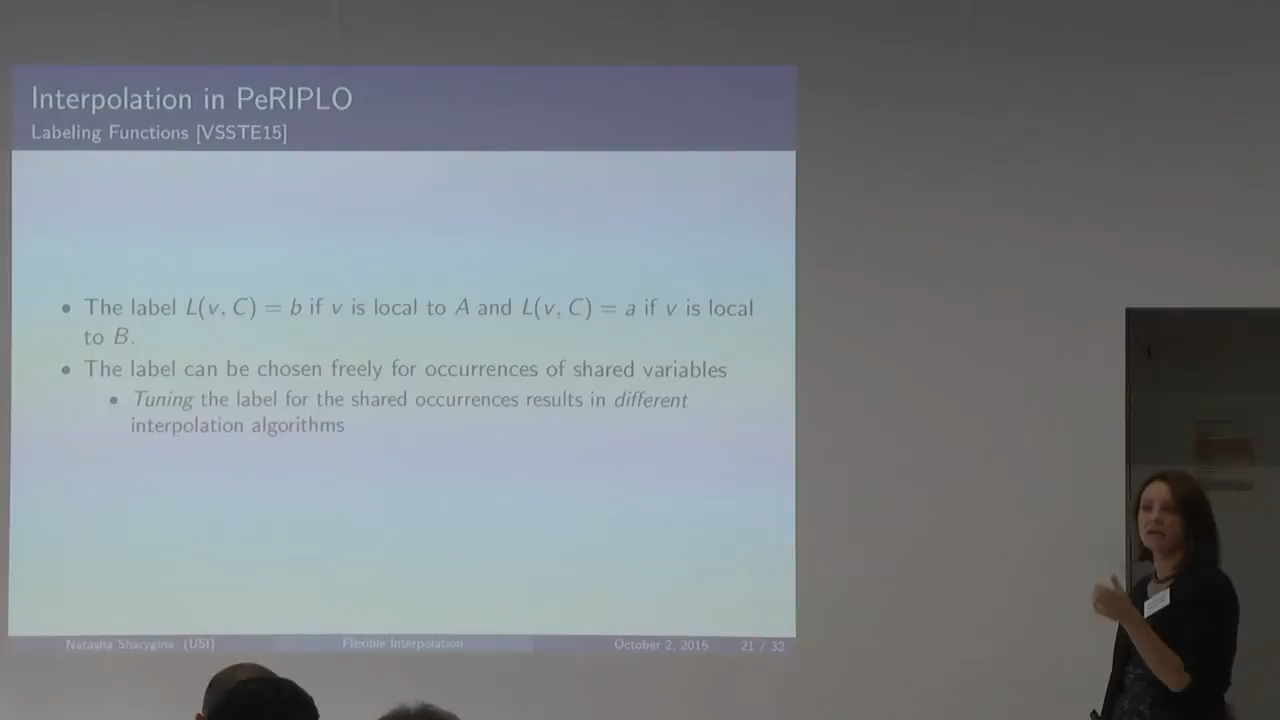 Interpolation in PeRIPLO
Labeling Functions [VSSTE15]
• The label L(v, C) = b if v is local to A and L(v, C) = a if v is local
to B.
• The label can be chosen freely for occurrences of shared variables
• Tuning the label for the shared occurrences results in different
interpolation algorithms
Natasha Sharygina (USI) Flexible Interpolation October 2, 2015 21 / 32